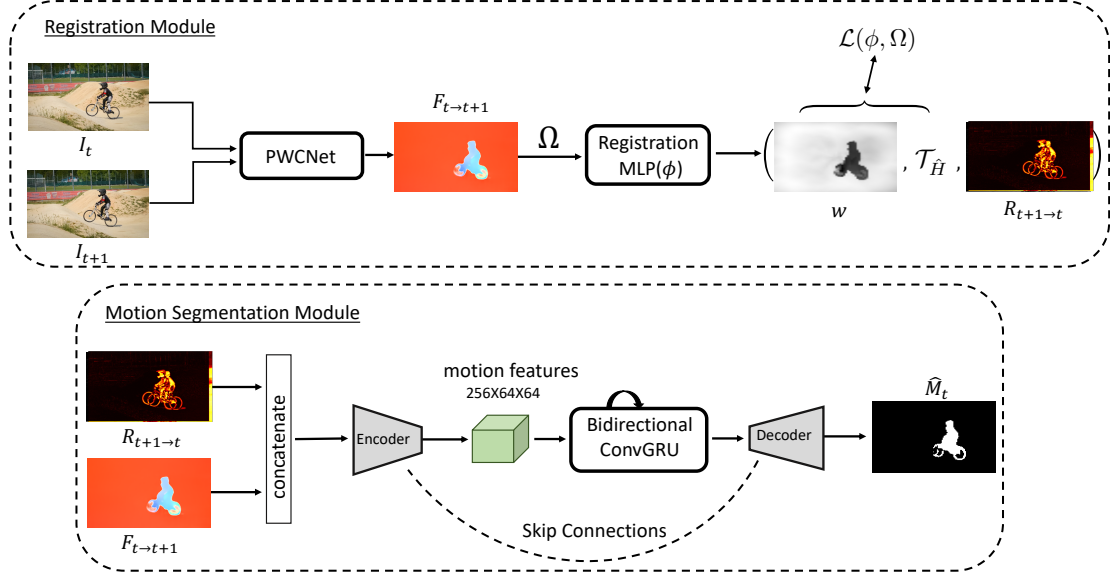 Registration Module
I_t
I_{t+1}
PWCNet
F_{t→t+1}
Ω
Registration
MLP(ϕ)
ℒ(ϕ, Ω)
w
, 𝒯_Ĥ ,
R_{t+1→t}
Motion Segmentation Module
R_{t+1→t}
F_{t→t+1}
concatenate
Encoder
motion features
256X64X64
Bidirectional
ConvGRU
Decoder
M̂_t
Skip Connections